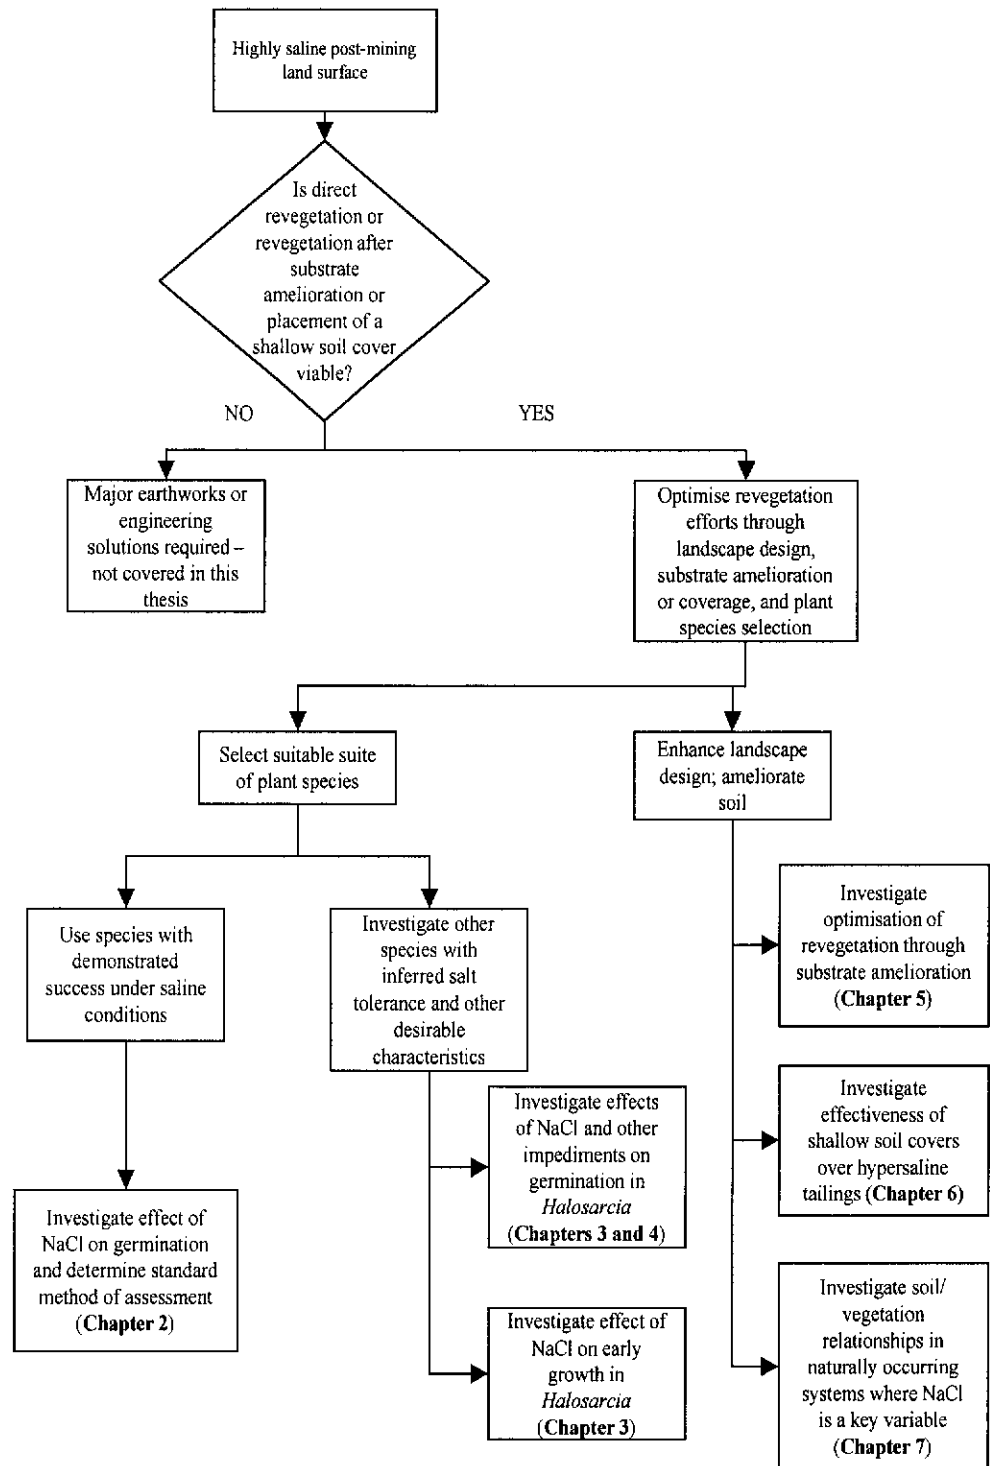 Highly saline post-mining
land surface
Is direct
revegetation or
revegetation after
substrate
amelioration or
placement of a
shallow soil cover
viable?
NO
YES
Major earthworks or
engineering
solutions required –
not covered in this
thesis
Optimise revegetation
efforts through
landscape design,
substrate amelioration
or coverage, and plant
species selection
Select suitable suite
of plant species
Enhance landscape
design; ameliorate
soil
Use species with
demonstrated
success under saline
conditions
Investigate other
species with
inferred salt
tolerance and other
desirable
characteristics
Investigate
optimisation of
revegetation through
substrate amelioration
(Chapter 5)
Investigate effects
of NaCl and other
impediments on
germination in
Halosarcia
(Chapters 3 and 4)
Investigate
effectiveness of
shallow soil covers
over hypersaline
tailings (Chapter 6)
Investigate effect of
NaCl on germination
and determine standard
method of assessment
(Chapter 2)
Investigate effect of
NaCl on early
growth in
Halosarcia
(Chapter 3)
Investigate soil/
vegetation
relationships in
naturally occurring
systems where NaCl
is a key variable
(Chapter 7)